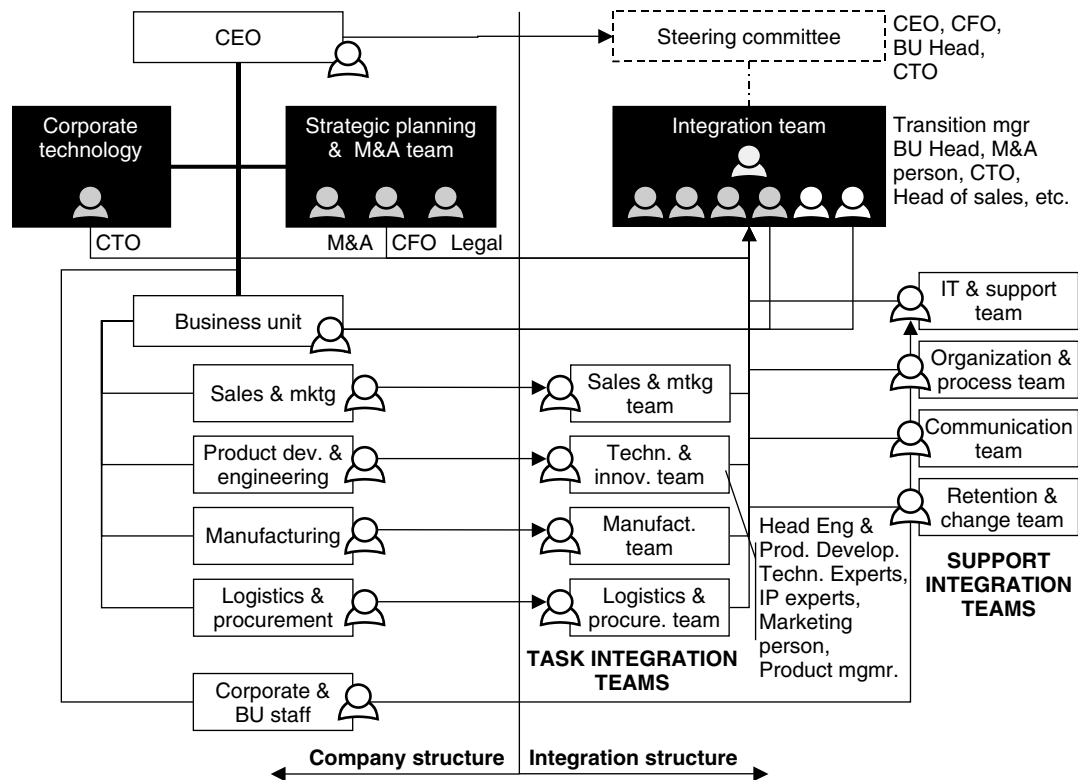 CEO
Steering committee
CEO, CFO,
BU Head,
CTO
Corporate
technology
Strategic planning
& M&A team
Integration team
Transition mgr
BU Head, M&A
person, CTO,
Head of sales, etc.
CTO
M&A
CFO
Legal
Business unit
IT & support
team
Organization &
process team
Communication
team
Retention &
change team
SUPPORT
INTEGRATION
TEAMS
Sales & mktg
Sales & mtkg
team
Product dev. &
engineering
Techn. &
innov. team
Manufacturing
Manufact.
team
Logistics &
procurement
Logistics &
procure. team
Head Eng &
Prod. Develop.
Techn. Experts,
IP experts,
Marketing
person,
Product mgmr.
TASK INTEGRATION
TEAMS
Corporate &
BU staff
Company structure
Integration structure